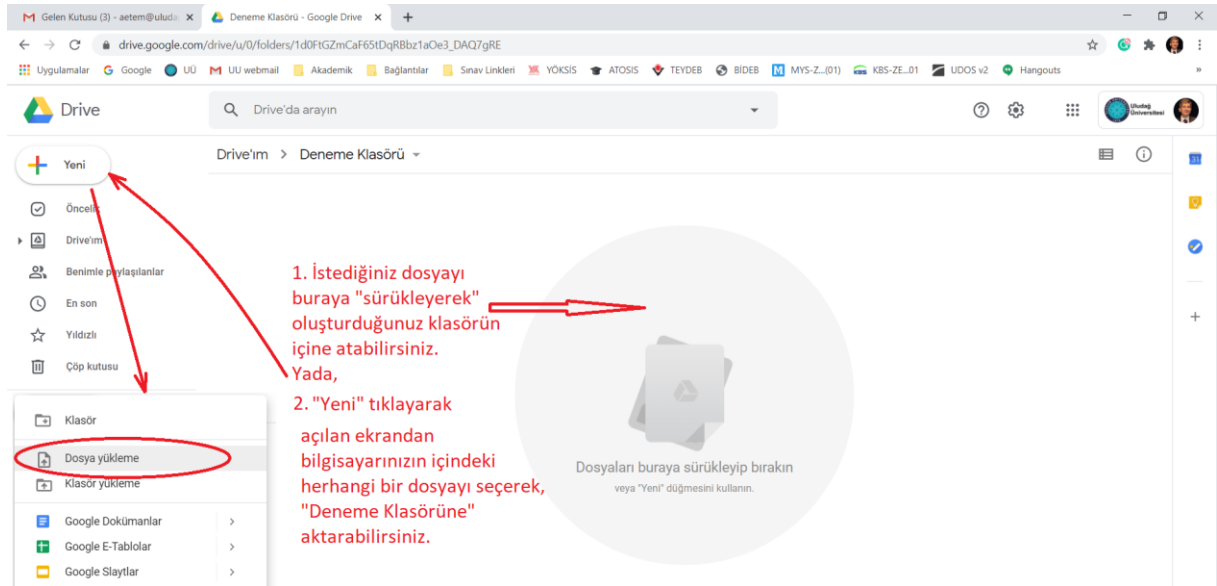 Gelen Kutusu (3) - aetem@uluda
Deneme Klasörü - Google Drive
drive.google.com/drive/u/0/folders/1d0FtGZmCaF65tDqRBbz1aOe3_DAQ7gRE
Uygulamalar Google UÜ UU webmail Akademik Bağlantılar Sınav Linkleri YÖKSİS ATOSIS TEYDEB BİDEB MYS-Z...(01) KBS-ZE...01 UDOS v2 Hangouts
Drive
Drive'da arayın
Uludağ
Üniversitesi
Yeni
Drive'ım > Deneme Klasörü
31
Öncelik
Drive'ım
Benimle paylaşılanlar
En son
Yıldızlı
Çöp kutusu
Klasör
Dosya yükleme
Klasör yükleme
Google Dokümanlar
Google E-Tablolar
Google Slaytlar
1. İstediğiniz dosyayı
buraya "sürükleyerek"
oluşturduğunuz klasörün
içine atabilirsiniz.
Yada,
2. "Yeni" tıklayarak
açılan ekrandan
bilgisayarınızın içindeki
herhangi bir dosyayı seçerek,
"Deneme Klasörüne"
aktarabilirsiniz.
Dosyaları buraya sürükleyip bırakın
veya "Yeni" düğmesini kullanın.